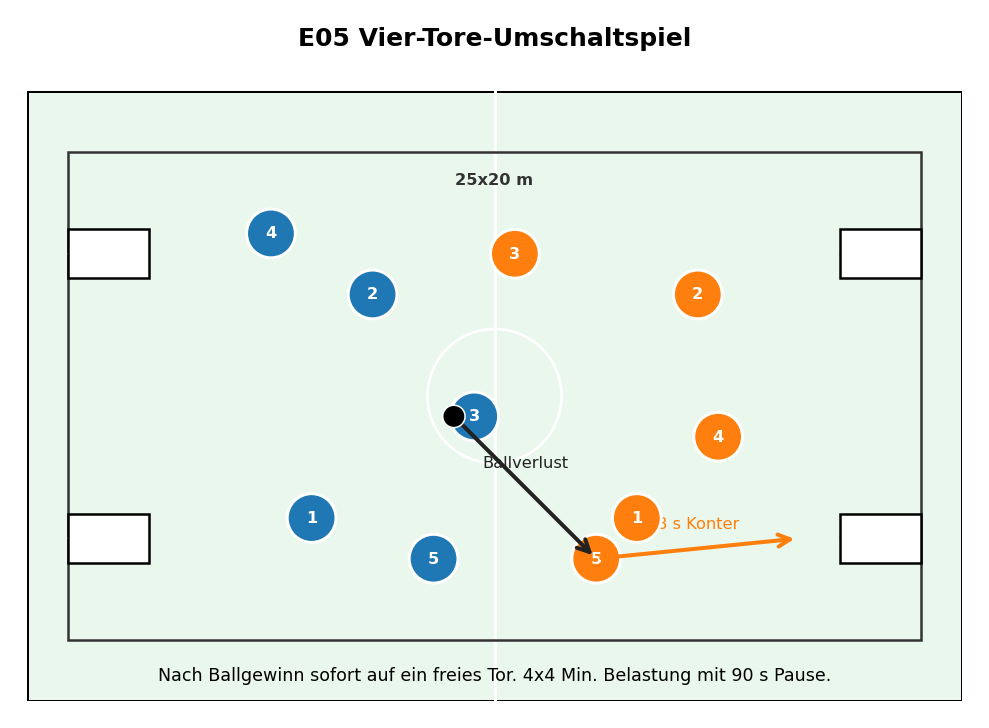 E05 Vier-Tore-Umschaltspiel
25x20 m
4
3
2
2
3
4
Ballverlust
1
1
s Konter
5
5
Nach Ballgewinn sofort auf ein freies Tor. 4x4 Min. Belastung mit 90 s Pause.